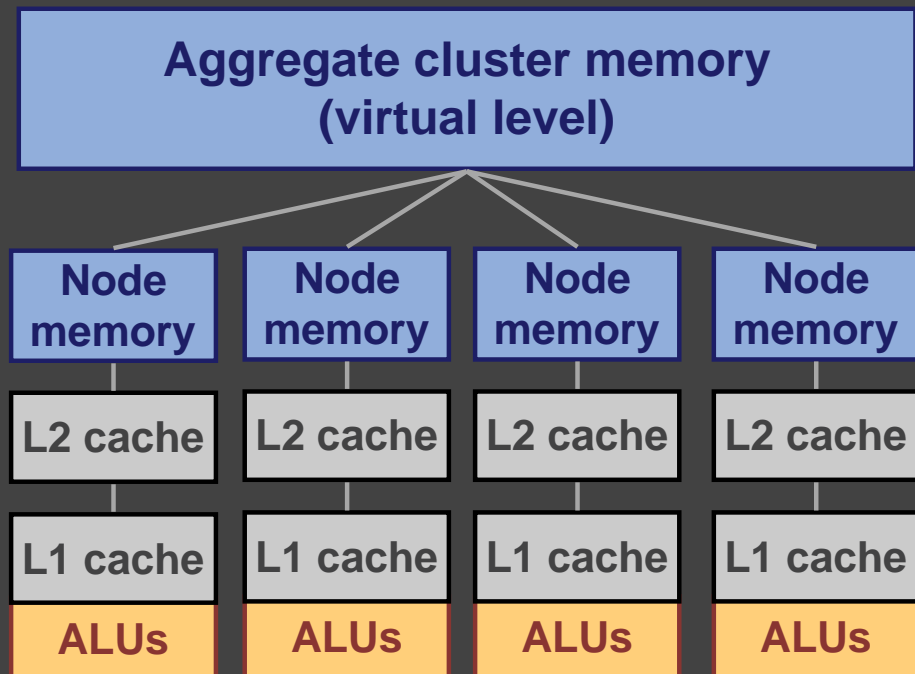 Aggregate cluster memory
(virtual level)
Node
memory
Node
memory
Node
memory
Node
memory
L2 cache
L2 cache
L2 cache
L2 cache
L1 cache
L1 cache
L1 cache
L1 cache
ALUs
ALUs
ALUs
ALUs